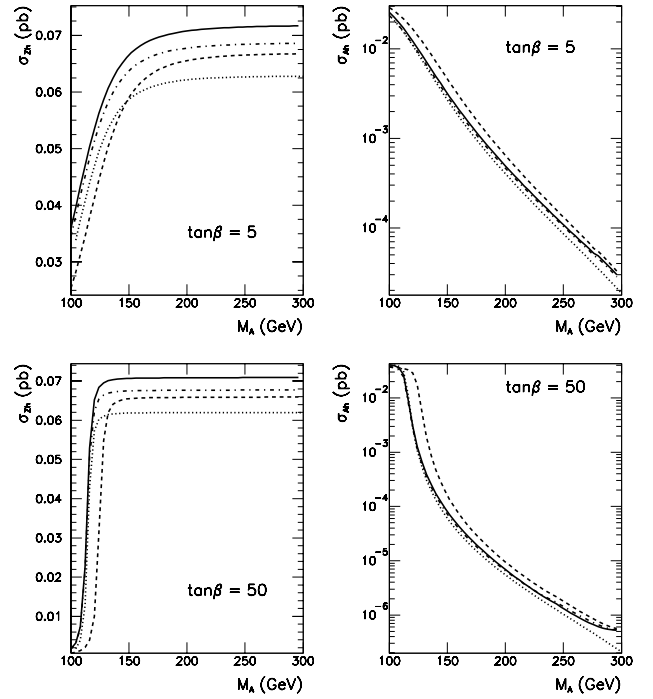 σZh (pb)
0.07
0.06
0.05
0.04
0.03
tanβ = 5
100 150 200 250 300
MA (GeV)
σAh (pb)
10-2
10-3
10-4
tanβ = 5
100 150 200 250 300
MA (GeV)
σZh (pb)
0.07
0.06
0.05
0.04
0.03
0.02
0.01
tanβ = 50
100 150 200 250 300
MA (GeV)
σAh (pb)
10-2
10-3
10-4
10-5
10-6
tanβ = 50
100 150 200 250 300
MA (GeV)